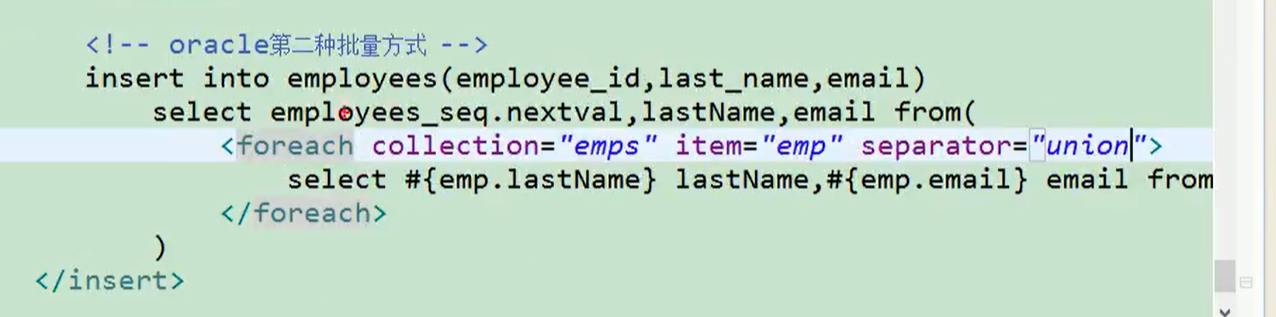 <!-- oracle第二种批量方式 -->
insert into employees(employee_id,last_name,email)
select employees_seq.nextval,lastName,email from(
<foreach collection="emps" item="emp" separator="union">
select #{emp.lastName} lastName,#{emp.email} email from
</foreach>
)
</insert>